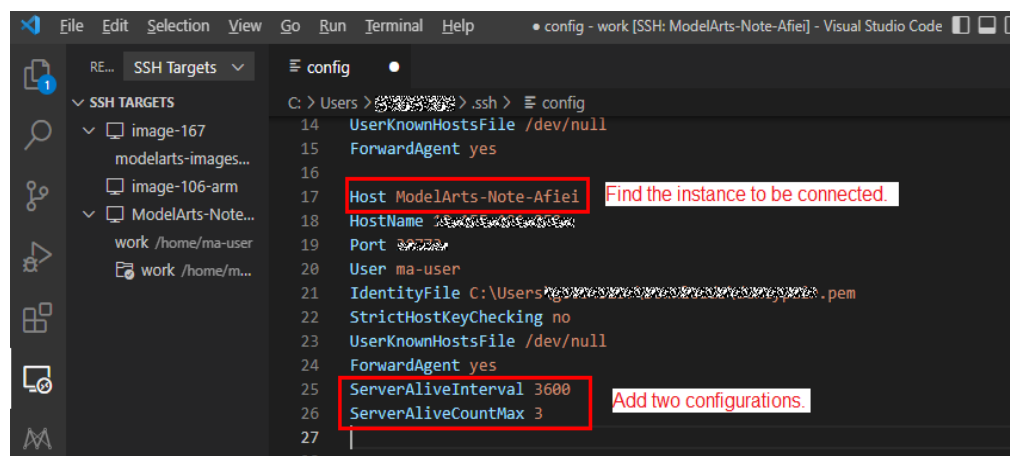 File Edit Selection View Go Run Terminal Help ● config - work [SSH: ModelArts-Note-Afiei] - Visual Studio Code
RE... SSH Targets
config ●
1
SSH TARGETS
C: > Users > > .ssh > config
image-167
modelarts-images...
image-106-arm
ModelArts-Note...
work /home/ma-user
work /home/m...
14 UserKnownHostsFile /dev/null
15 ForwardAgent yes
16
17 Host ModelArts-Note-Afiei
Find the instance to be connected.
18 HostName
19 Port
20 User ma-user
21 IdentityFile C:\Users .pem
22 StrictHostKeyChecking no
23 UserKnownHostsFile /dev/null
24 ForwardAgent yes
25 ServerAliveInterval 3600
26 ServerAliveCountMax 3
Add two configurations.
27